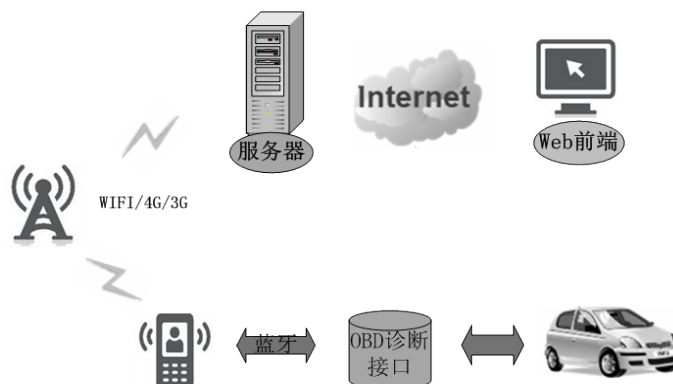 Internet
服务器
Web前端
WIFI/4G/3G
蓝牙
OBD诊断
接口